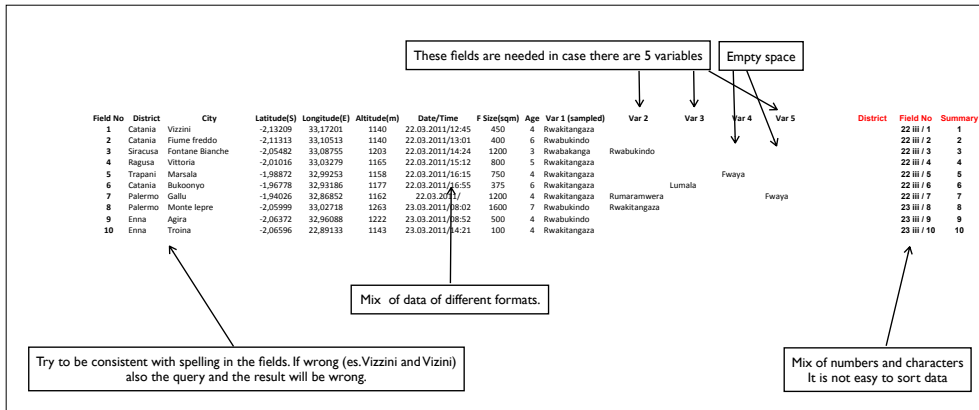 These fields are needed in case there are 5 variables
Empty space
Field No District City Latitude(S) Longitude(E) Altitude(m) Date/Time F Size(sqm) Age Var 1 (sampled) Var 2 Var 3 Var 4 Var 5 District Field No Summary
1 Catania Vizzini -2,13209 33,17201 1140 22.03.2011/12:45 450 4 Rwakitangaza 22 iii / 1 1
2 Catania Fiume freddo -2,11313 33,10513 1140 22.03.2011/13:01 400 6 Rwabukindo 22 iii / 2 2
3 Siracusa Fontane Bianche -2,05482 33,08755 1203 22.03.2011/14:24 1200 3 Rwabakanga Rwabukindo 22 iii / 3 3
4 Ragusa Vittoria -2,01016 33,03279 1165 22.03.2011/15:12 800 5 Rwakitangaza 22 iii / 4 4
5 Trapani Marsala -1,98872 32,99253 1158 22.03.2011/16:15 750 4 Rwakitangaza Fwaya 22 iii / 5 5
6 Catania Bukoonyo -1,96778 32,93186 1177 22.03.2011/16:55 375 6 Rwakitangaza Lumala 22 iii / 6 6
7 Palermo Gallu -1,94026 32,86852 1162 22.03.2011/ 1200 4 Rwakitangaza Rumaramwera Fwaya 22 iii / 7 7
8 Palermo Monte lepre -2,05999 33,02718 1263 23.03.2011/08:02 1600 7 Rwabukindo Rwakitangaza 23 iii / 8 8
9 Enna Agira -2,06372 32,96088 1222 23.03.2011/08:52 500 4 Rwabukindo 23 iii / 9 9
10 Enna Troina -2,06596 22,89133 1143 23.03.2011/14:21 100 4 Rwakitangaza 23 iii / 10 10
Mix of data of different formats.
Try to be consistent with spelling in the fields. If wrong (es. Vizzini and Vizini)
also the query and the result will be wrong.
Mix of numbers and characters
It is not easy to sort data